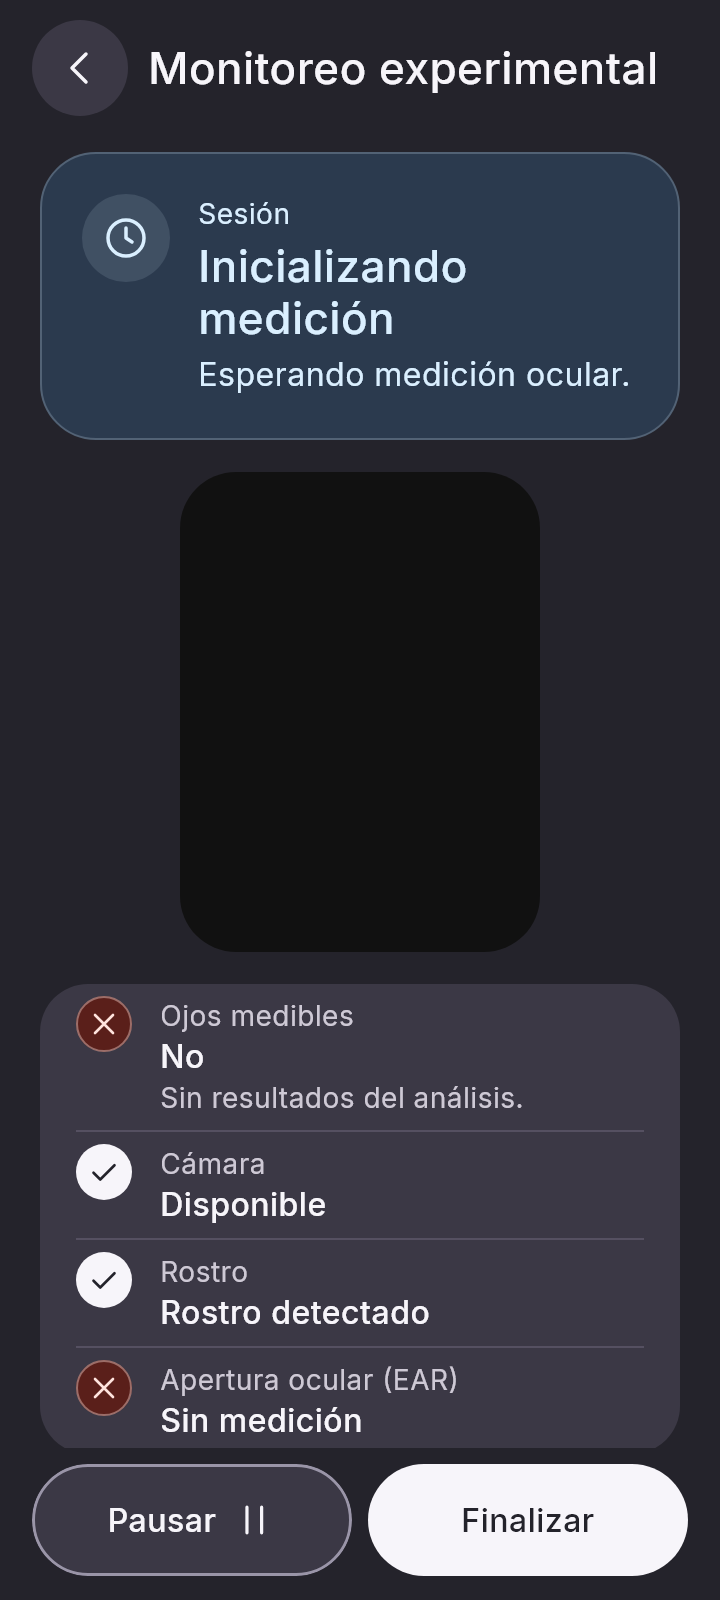 Monitoreo experimental
Sesión
Inicializando
medición
Esperando medición ocular.
Ojos medibles
No
Sin resultados del análisis.
Cámara
Disponible
Rostro
Rostro detectado
Apertura ocular (EAR)
Sin medición
Pausar
Finalizar